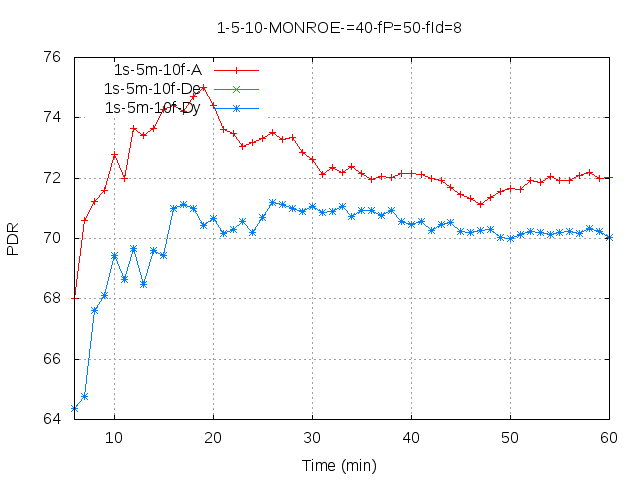 1-5-10-MONROE-=40-fP=50-fId=8
76
74
72
70
68
66
64
10 20 30 40 50 60
PDR
Time (min)
1s-5m-10f-A
1s-5m-10f-De
1s-5m-10f-Dy